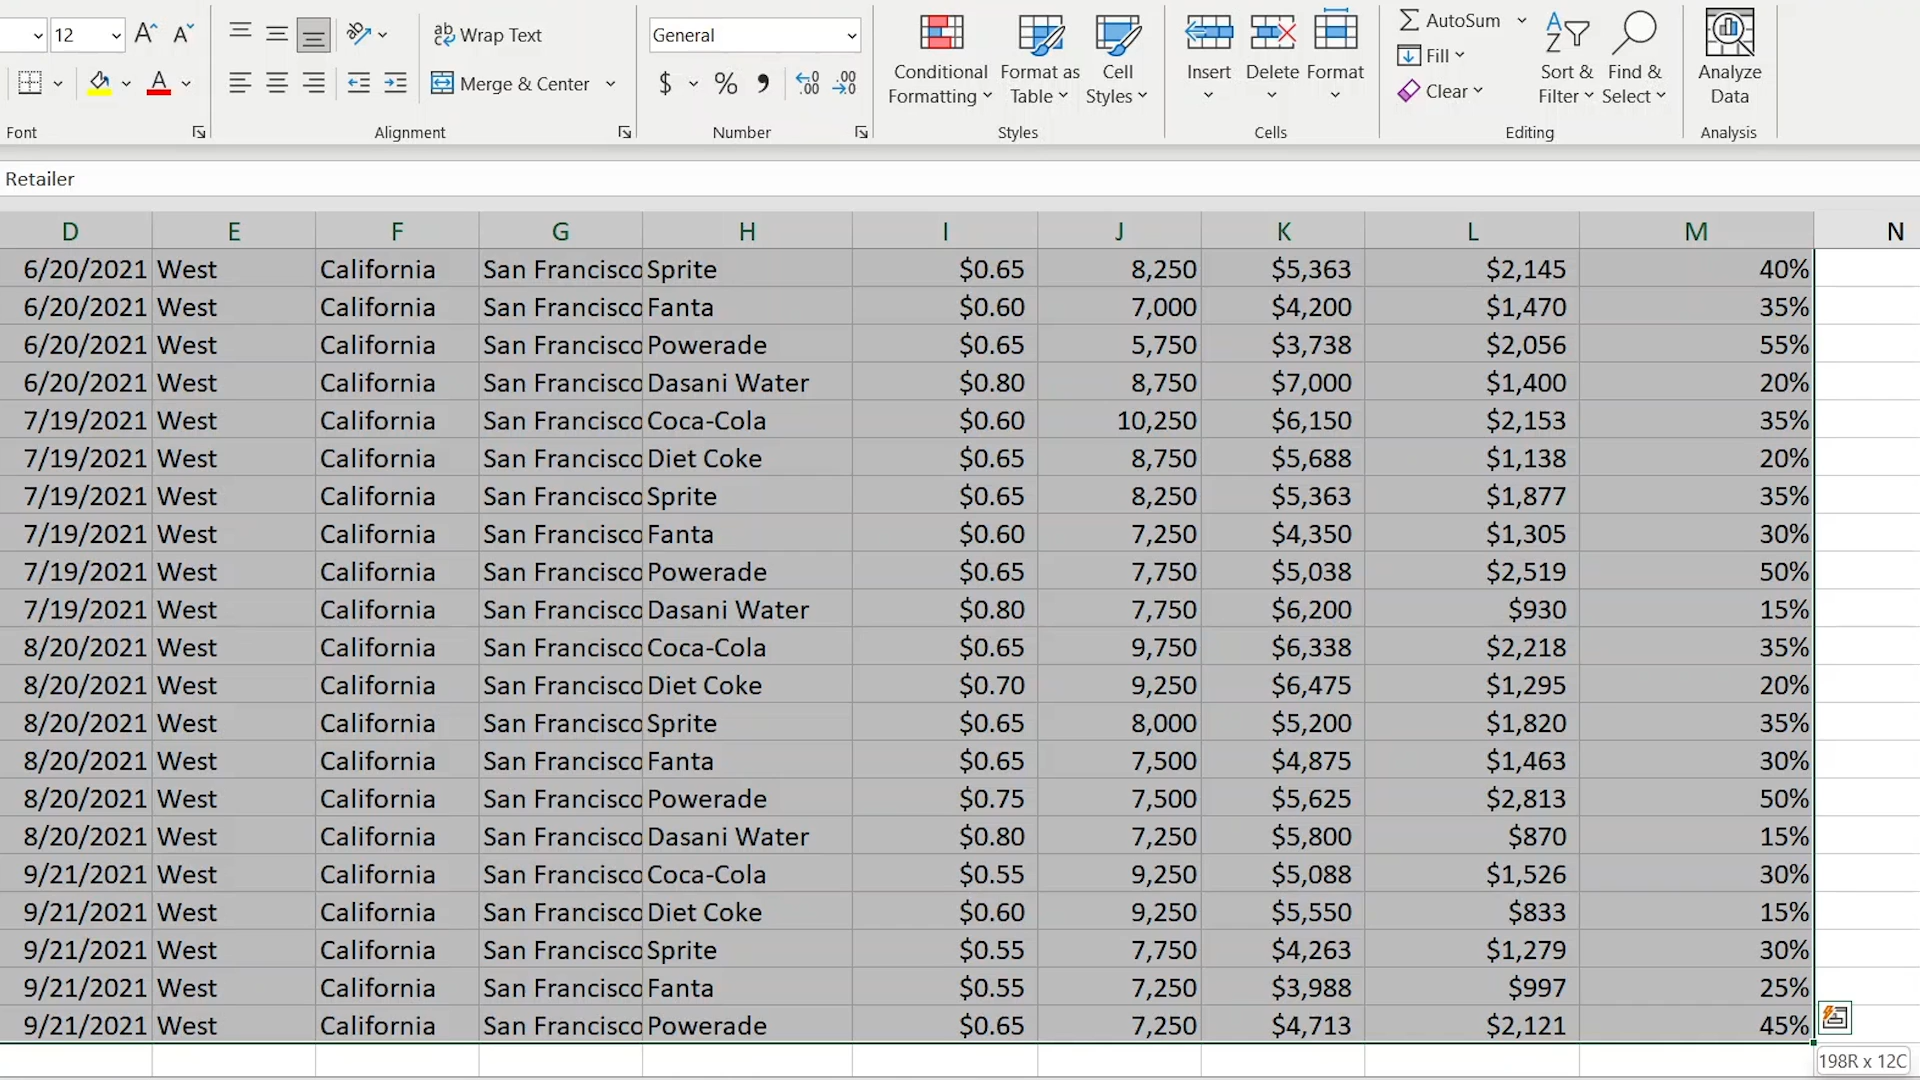 12 A^ A˅ ab Wrap Text General AutoSum
Fill
Conditional Formatting Format as Table Cell Styles Insert Delete Format Sort & Filter Find & Select Analyze Data
A Merge & Center $ % , .00 .00 Clear
Font Alignment Number Styles Cells Editing Analysis
Retailer
D E F G H I J K L M N
6/20/2021 West California San Francisco Sprite $0.65 8,250 $5,363 $2,145 40%
6/20/2021 West California San Francisco Fanta $0.60 7,000 $4,200 $1,470 35%
6/20/2021 West California San Francisco Powerade $0.65 5,750 $3,738 $2,056 55%
6/20/2021 West California San Francisco Dasani Water $0.80 8,750 $7,000 $1,400 20%
7/19/2021 West California San Francisco Coca-Cola $0.60 10,250 $6,150 $2,153 35%
7/19/2021 West California San Francisco Diet Coke $0.65 8,750 $5,688 $1,138 20%
7/19/2021 West California San Francisco Sprite $0.65 8,250 $5,363 $1,877 35%
7/19/2021 West California San Francisco Fanta $0.60 7,250 $4,350 $1,305 30%
7/19/2021 West California San Francisco Powerade $0.65 7,750 $5,038 $2,519 50%
7/19/2021 West California San Francisco Dasani Water $0.80 7,750 $6,200 $930 15%
8/20/2021 West California San Francisco Coca-Cola $0.65 9,750 $6,338 $2,218 35%
8/20/2021 West California San Francisco Diet Coke $0.70 9,250 $6,475 $1,295 20%
8/20/2021 West California San Francisco Sprite $0.65 8,000 $5,200 $1,820 35%
8/20/2021 West California San Francisco Fanta $0.65 7,500 $4,875 $1,463 30%
8/20/2021 West California San Francisco Powerade $0.75 7,500 $5,625 $2,813 50%
8/20/2021 West California San Francisco Dasani Water $0.80 7,250 $5,800 $870 15%
9/21/2021 West California San Francisco Coca-Cola $0.55 9,250 $5,088 $1,526 30%
9/21/2021 West California San Francisco Diet Coke $0.60 9,250 $5,550 $833 15%
9/21/2021 West California San Francisco Sprite $0.55 7,750 $4,263 $1,279 30%
9/21/2021 West California San Francisco Fanta $0.55 7,250 $3,988 $997 25%
9/21/2021 West California San Francisco Powerade $0.65 7,250 $4,713 $2,121 45%
198R x 12C